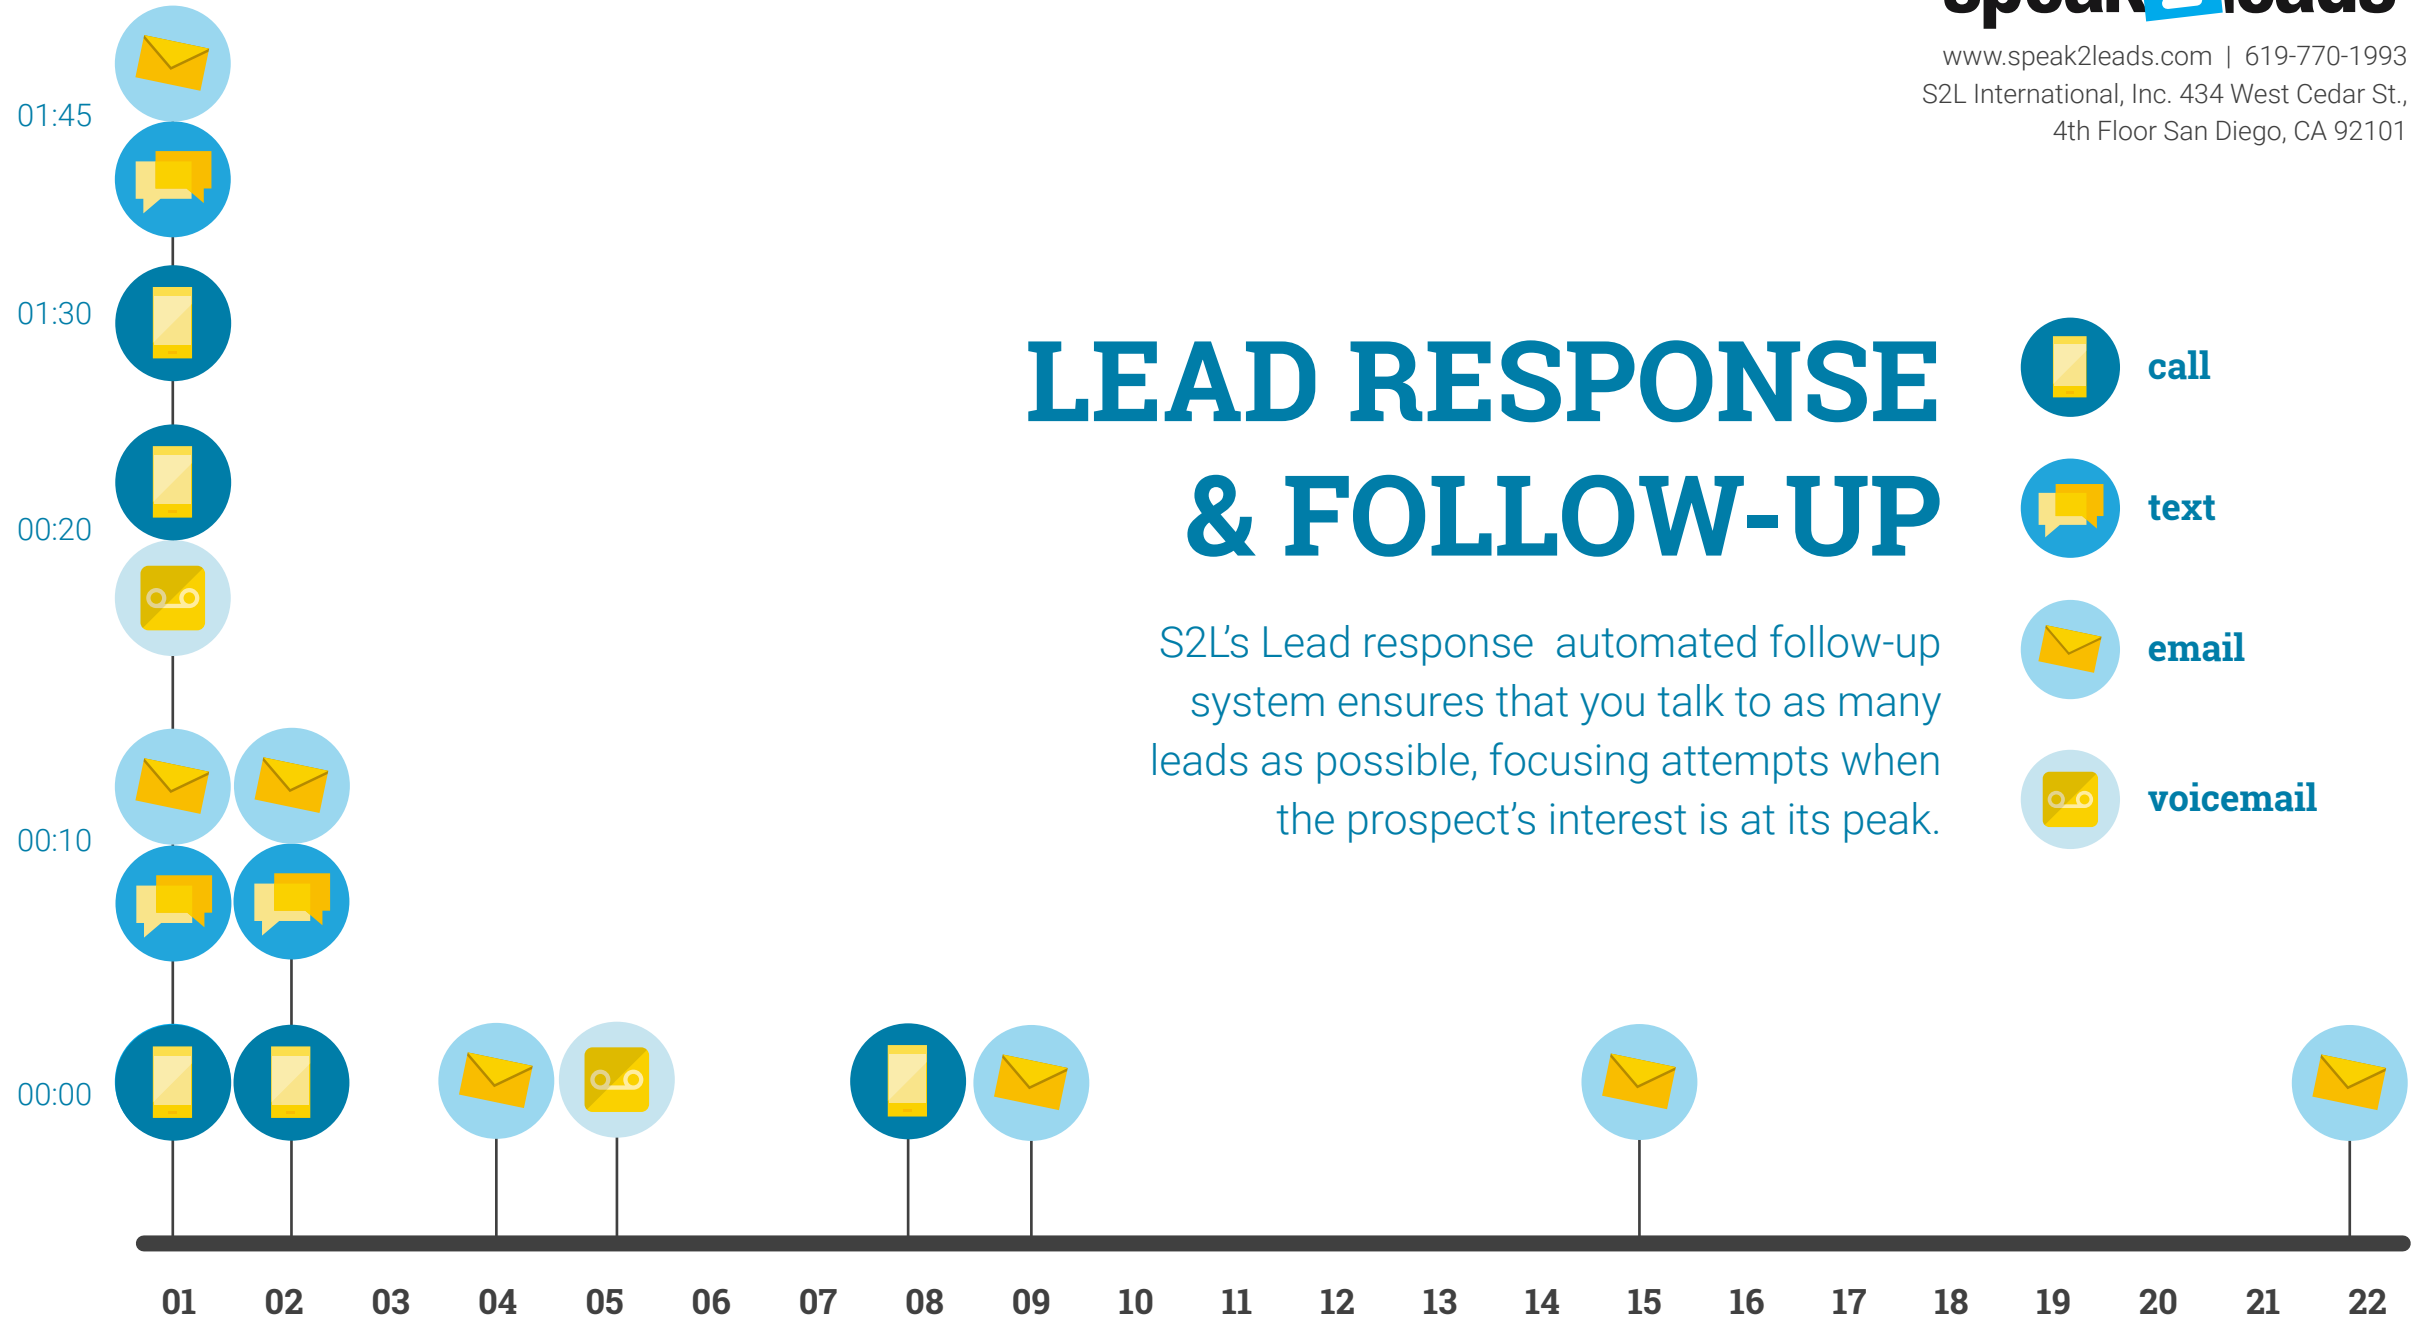 speak2leads
www.speak2leads.com | 619-770-1993
S2L International, Inc. 434 West Cedar St.,
4th Floor San Diego, CA 92101
01:45
01:30
00:20
00:10
00:00
LEAD RESPONSE
& FOLLOW-UP
S2L's Lead response automated follow-up
system ensures that you talk to as many
leads as possible, focusing attempts when
the prospect's interest is at its peak.
call
text
email
voicemail
01 02 03 04 05 06 07 08 09 10 11 12 13 14 15 16 17 18 19 20 21 22